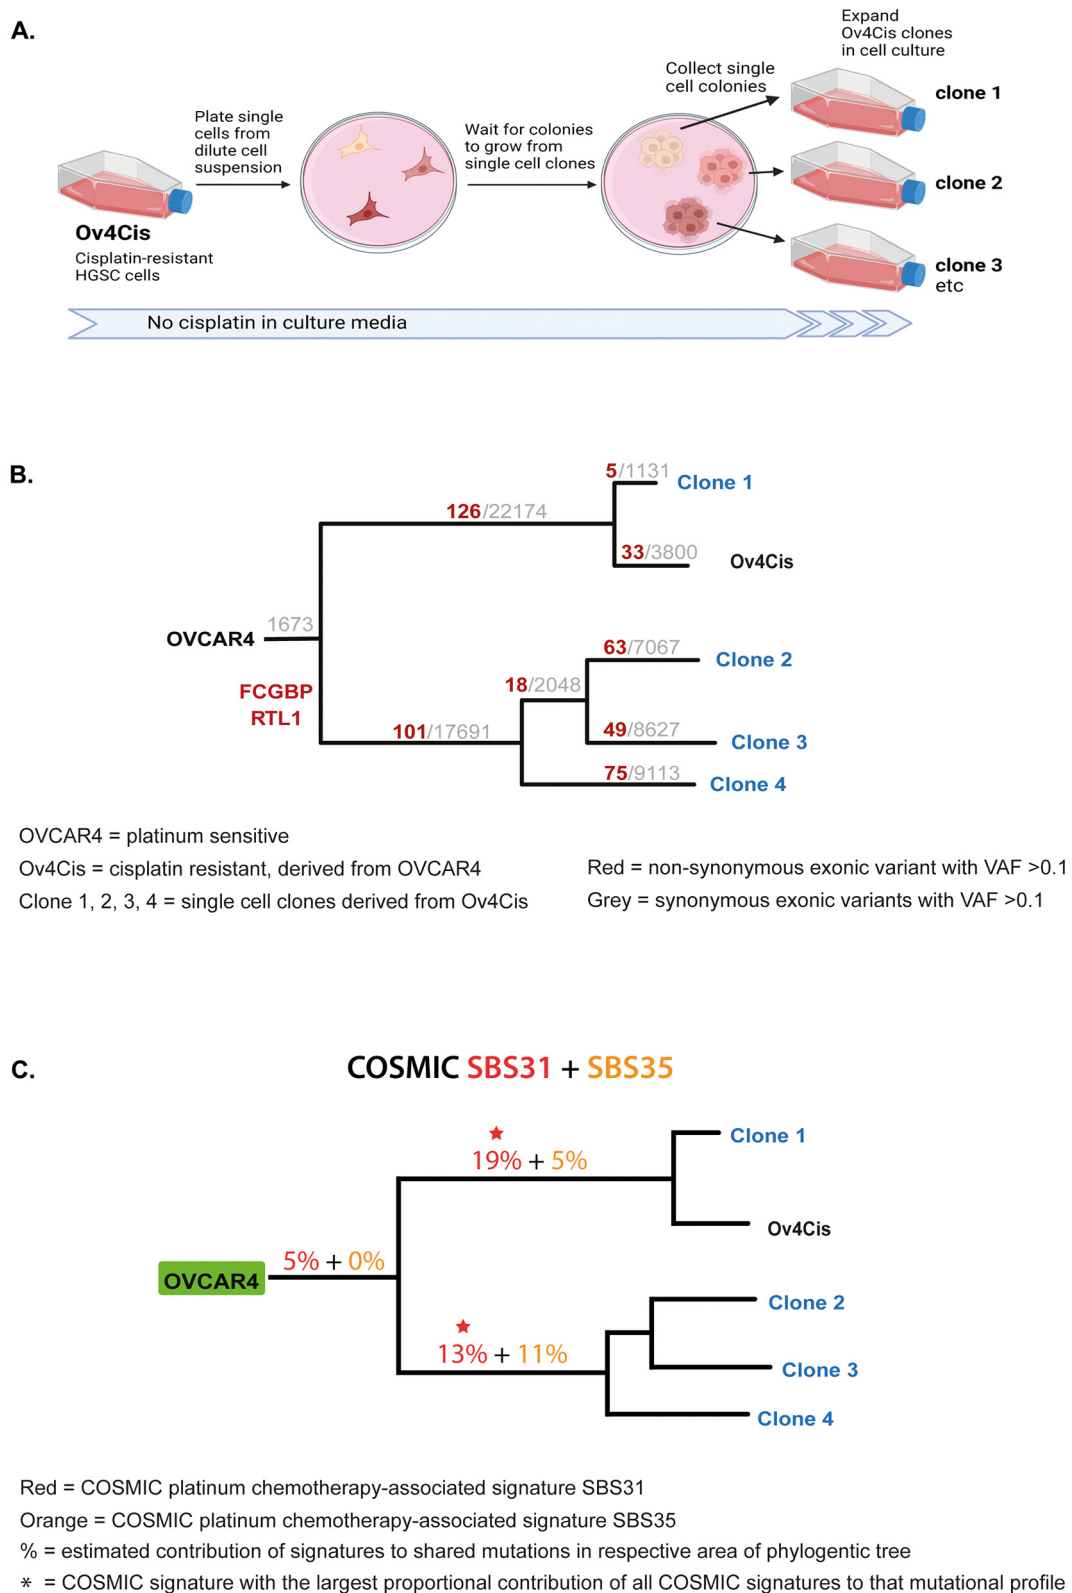 A.
Expand
Ov4Cis clones
in cell culture
Collect single
cell colonies
clone 1
Plate single
cells from
dilute cell
suspension
Wait for colonies
to grow from
single cell clones
clone 2
Ov4Cis
Cisplatin-resistant
HGSC cells
clone 3
etc
No cisplatin in culture media
B.
5/1131
Clone 1
126/22174
33/3800
Ov4Cis
1673
OVCAR4
63/7067
Clone 2
18/2048
FCGBP
RTL1
101/17691
49/8627
Clone 3
75/9113
Clone 4
OVCAR4 = platinum sensitive
Ov4Cis = cisplatin resistant, derived from OVCAR4
Clone 1, 2, 3, 4 = single cell clones derived from Ov4Cis
Red = non-synonymous exonic variant with VAF >0.1
Grey = synonymous exonic variants with VAF >0.1
C.
COSMIC SBS31 + SBS35
Clone 1
19% + 5%
Ov4Cis
5% + 0%
OVCAR4
Clone 2
13% + 11%
Clone 3
Clone 4
Red = COSMIC platinum chemotherapy-associated signature SBS31
Orange = COSMIC platinum chemotherapy-associated signature SBS35
% = estimated contribution of signatures to shared mutations in respective area of phylogentic tree
* = COSMIC signature with the largest proportional contribution of all COSMIC signatures to that mutational profile